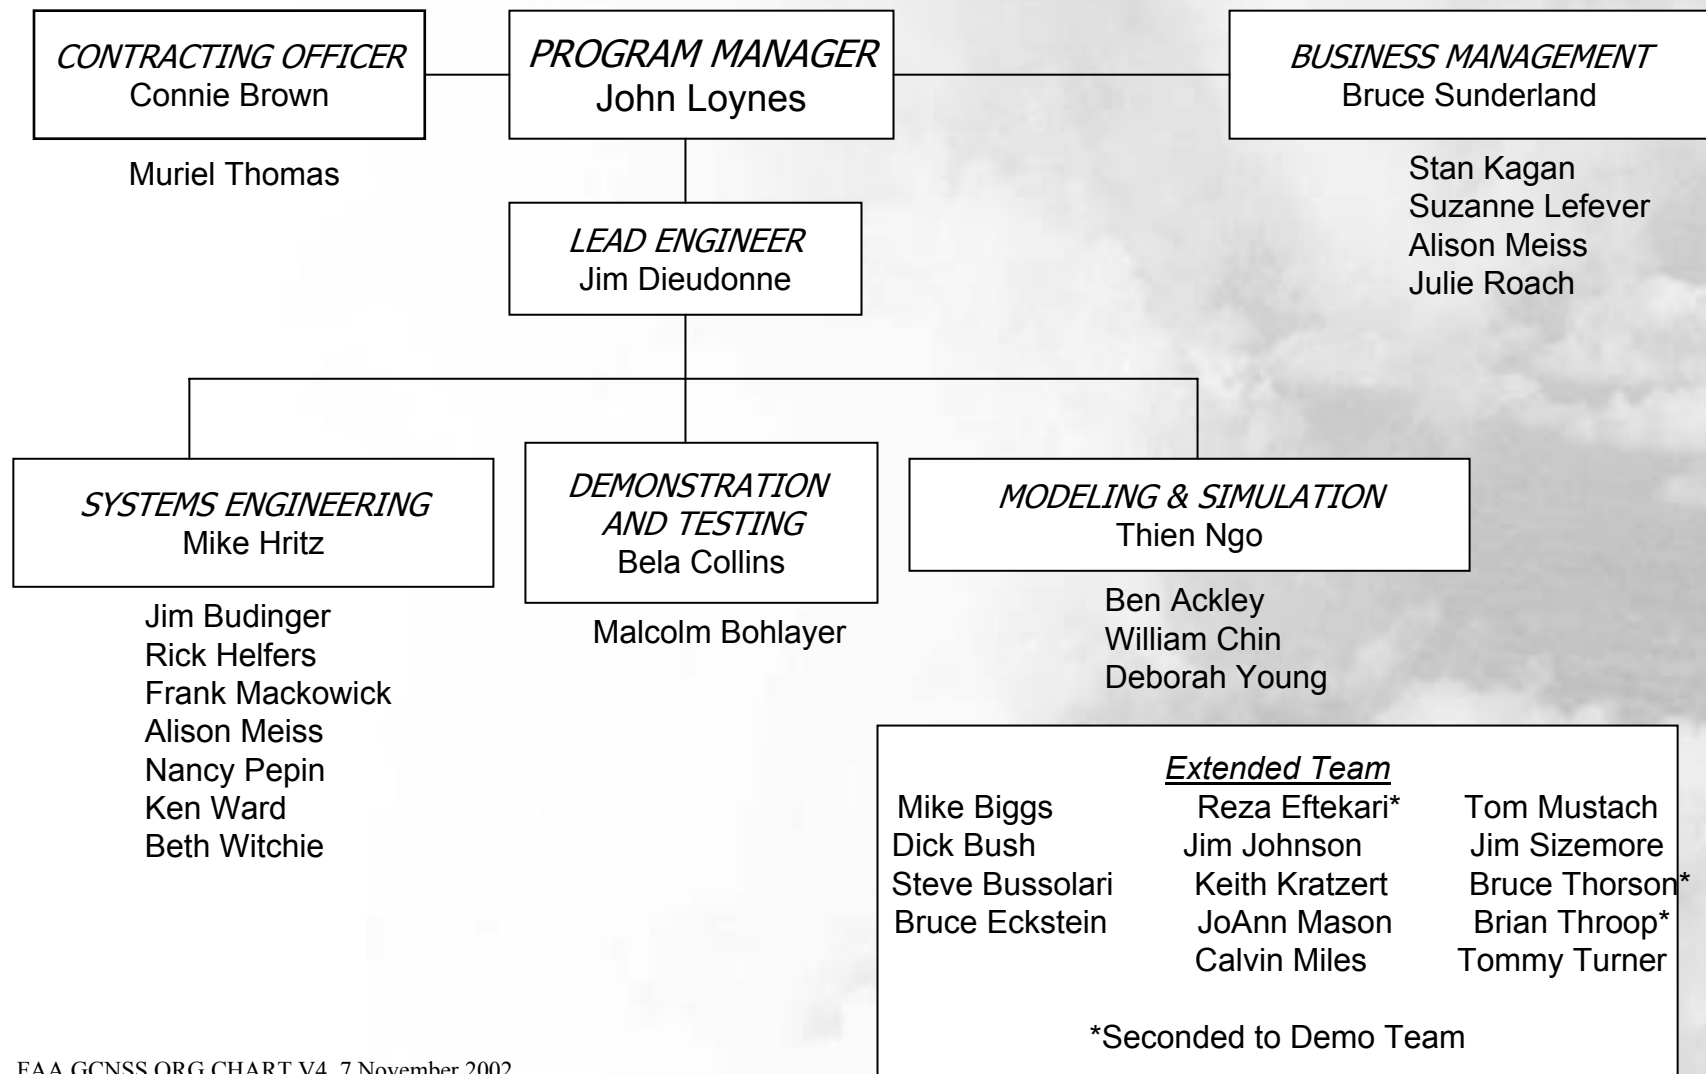 CONTRACTING OFFICER
Connie Brown
Muriel Thomas
PROGRAM MANAGER
John Loynes
BUSINESS MANAGEMENT
Bruce Sunderland
Stan Kagan
Suzanne Lefever
Alison Meiss
Julie Roach
LEAD ENGINEER
Jim Dieudonne
SYSTEMS ENGINEERING
Mike Hritz
Jim Budinger
Rick Helfers
Frank Mackowick
Alison Meiss
Nancy Pepin
Ken Ward
Beth Witchie
DEMONSTRATION
AND TESTING
Bela Collins
Malcolm Bohlayer
MODELING & SIMULATION
Thien Ngo
Ben Ackley
William Chin
Deborah Young
Extended Team
Mike Biggs Reza Eftekari* Tom Mustach
Dick Bush Jim Johnson Jim Sizemore
Steve Bussolari Keith Kratzert Bruce Thorson*
Bruce Eckstein JoAnn Mason Brian Throop*
Calvin Miles Tommy Turner
*Seconded to Demo Team
FAA GCNSS ORG CHART V4, 7 November 2002